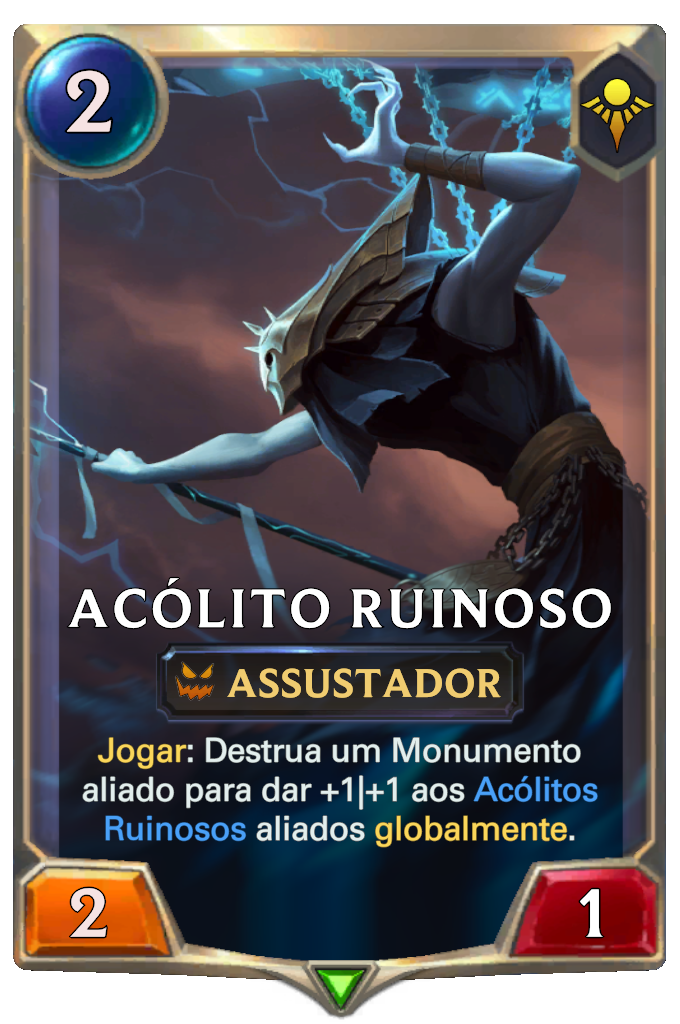 2
ACÓLITO RUINOSO
ASSUSTADOR
Jogar: Destrua um Monumento
aliado para dar +1|+1 aos Acólitos
Ruinosos aliados globalmente.
2
1